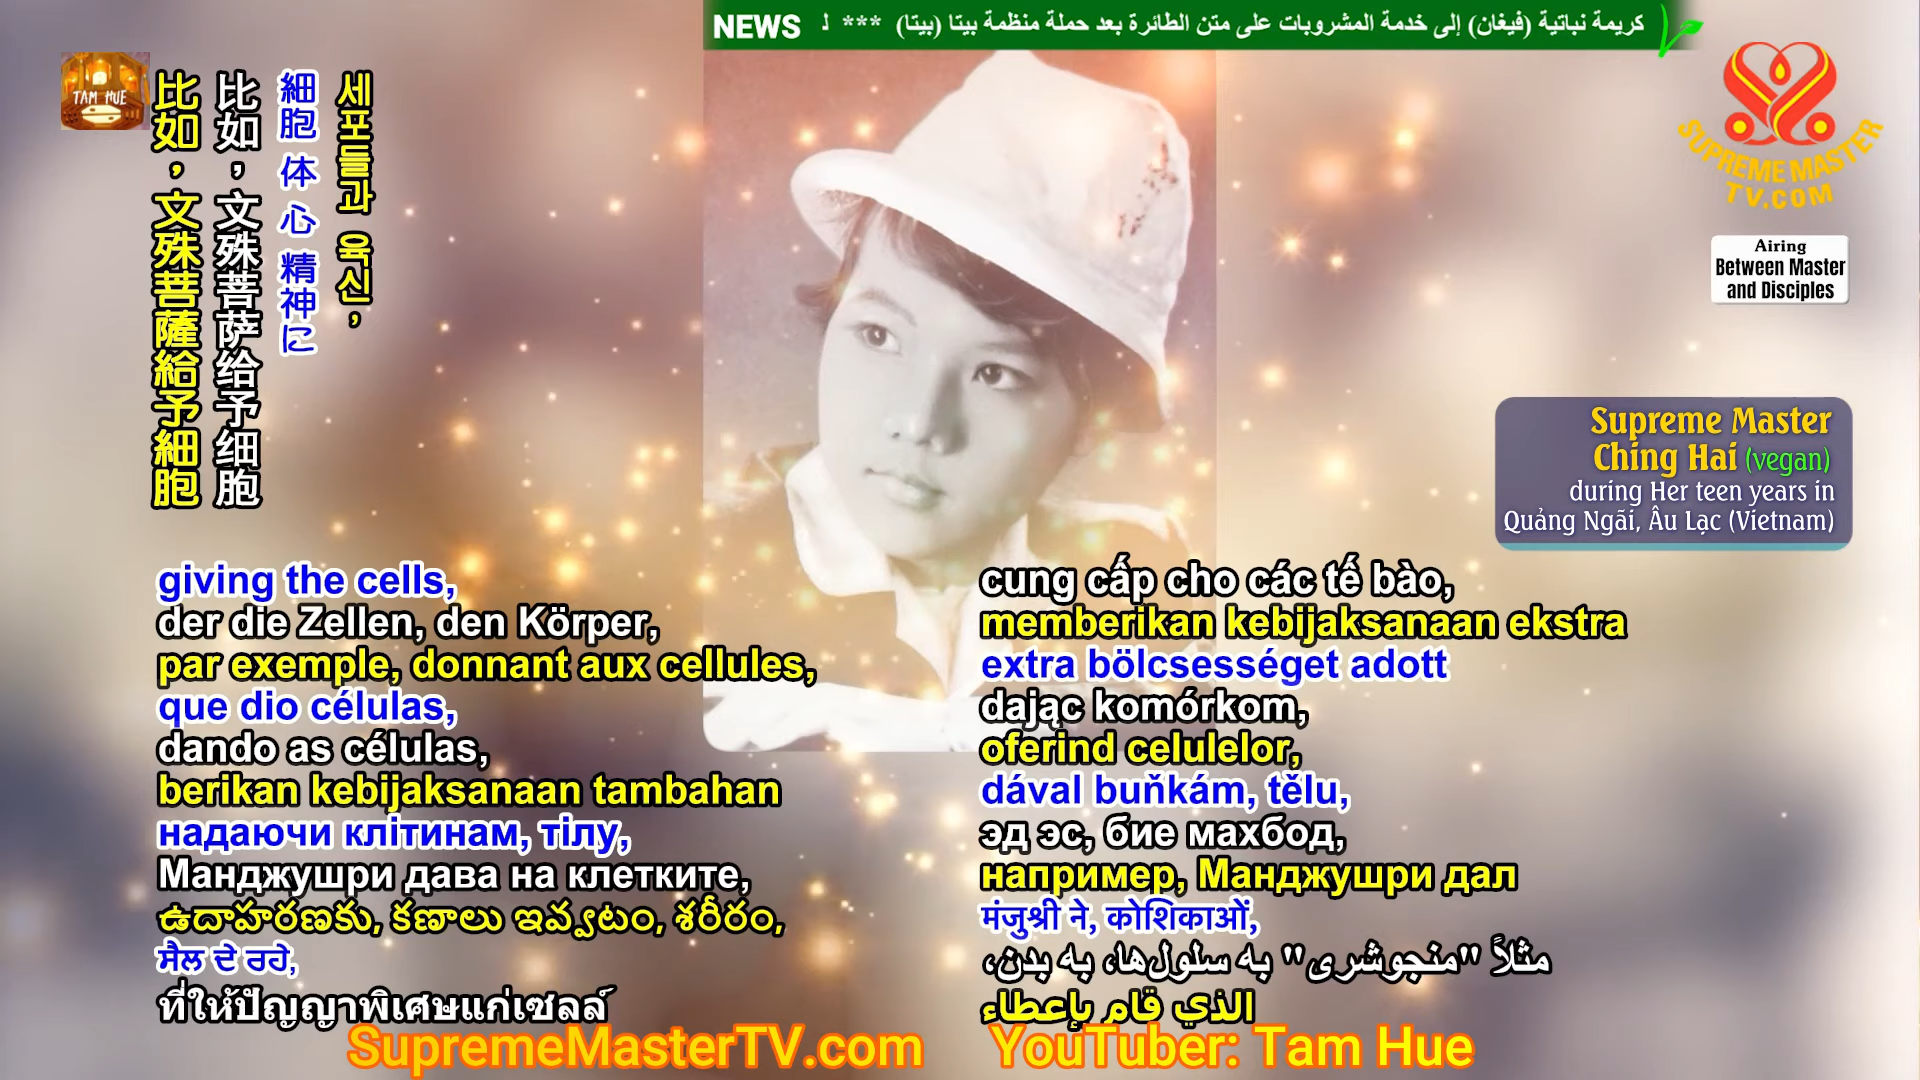 NEWS
كريمة نباتية (فيغان) إلى خدمة المشروبات على متن الطائرة بعد حملة منظمة بيتا (بيتا) *** لـ
TAM HUE
比如，文殊菩薩給予細胞
比如，文殊菩萨给予细胞
細胞 体 心 精神に
세포들과 육신,
SUPREME MASTER
TV.COM
Airing
Between Master
and Disciples
Supreme Master
Ching Hai (vegan)
during Her teen years in
Quảng Ngãi, Âu Lạc (Vietnam)
giving the cells,
der die Zellen, den Körper,
par exemple, donnant aux cellules,
que dio células,
dando as células,
berikan kebijaksanaan tambahan
надаючи клітинам, тілу,
Манджушри дава на клетките,
ఉదాహరణకు, కణాలు ఇవ్వటం, శరీరం,
ਸੈਲ ਦੇ ਰਹੇ,
ที่ให้ปัญญาพิเศษแก่เซลล์
cung cấp cho các tế bào,
memberikan kebijaksanaan ekstra
extra bölcsességet adott
dając komórkom,
oferind celulelor,
dával buňkám, tělu,
эд эс, бие махбод,
например, Манджушри дал
मंजुश्री ने, कोशिकाओं,
مثلاً "منجوشری" به سلول‌ها، به بدن،
الذي قام بإعطاء
SupremeMasterTV.com
YouTuber: Tam Hue